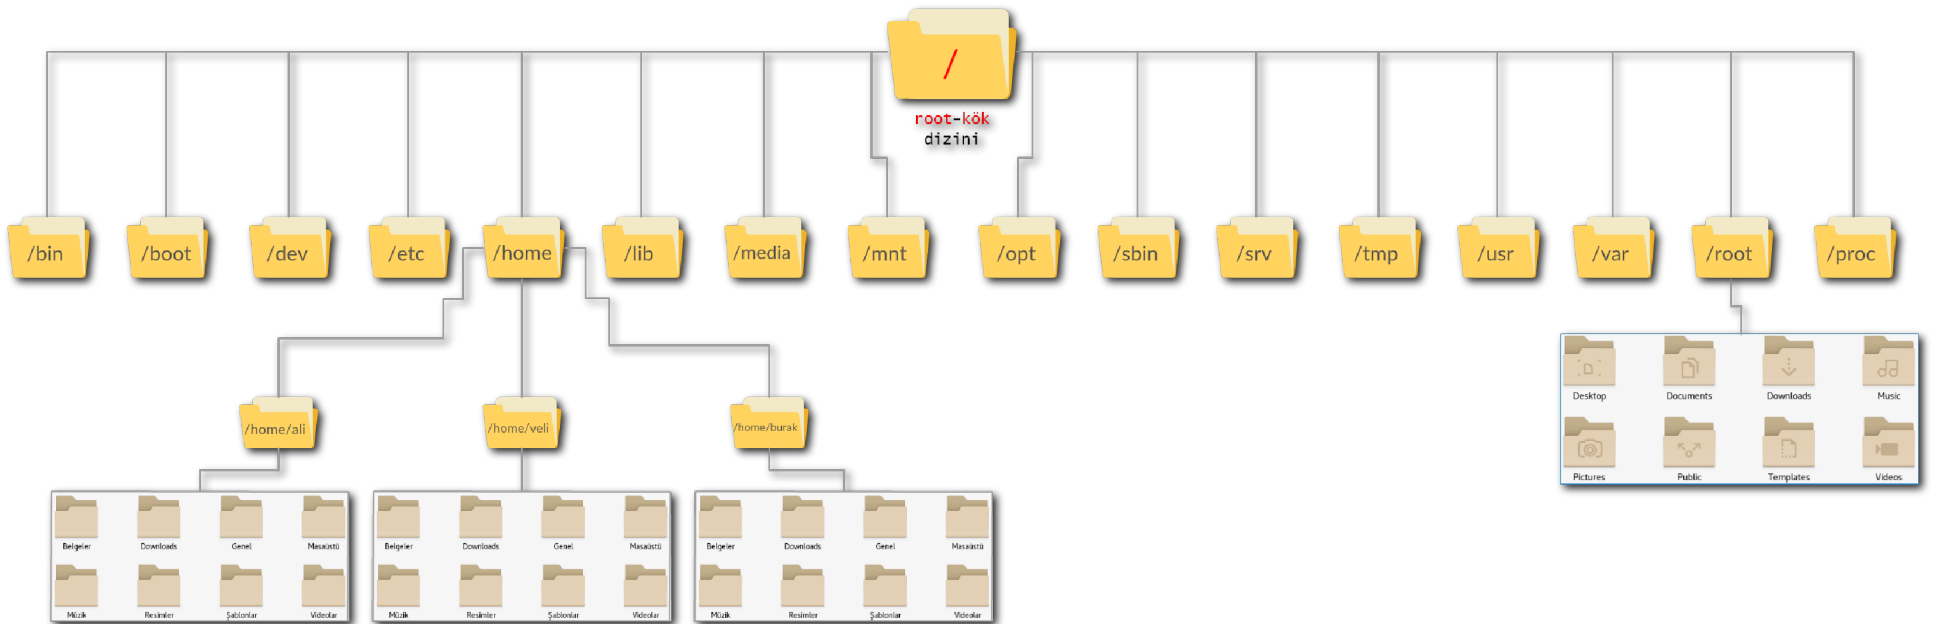 /
root-kök
dizini
/bin /boot /dev /etc /home /lib /media /mnt /opt /sbin /srv /tmp /usr /var /root /proc
/home/ali /home/veli /home/burak
Desktop Documents Downloads Music
Pictures Public Templates Videos
Belgeler Downloads Genel Masaüstü
Müzik Resimler Şablonlar Videolar
Belgeler Downloads Genel Masaüstü
Müzik Resimler Şablonlar Videolar
Belgeler Downloads Genel Masaüstü
Müzik Resimler Şablonlar Videolar